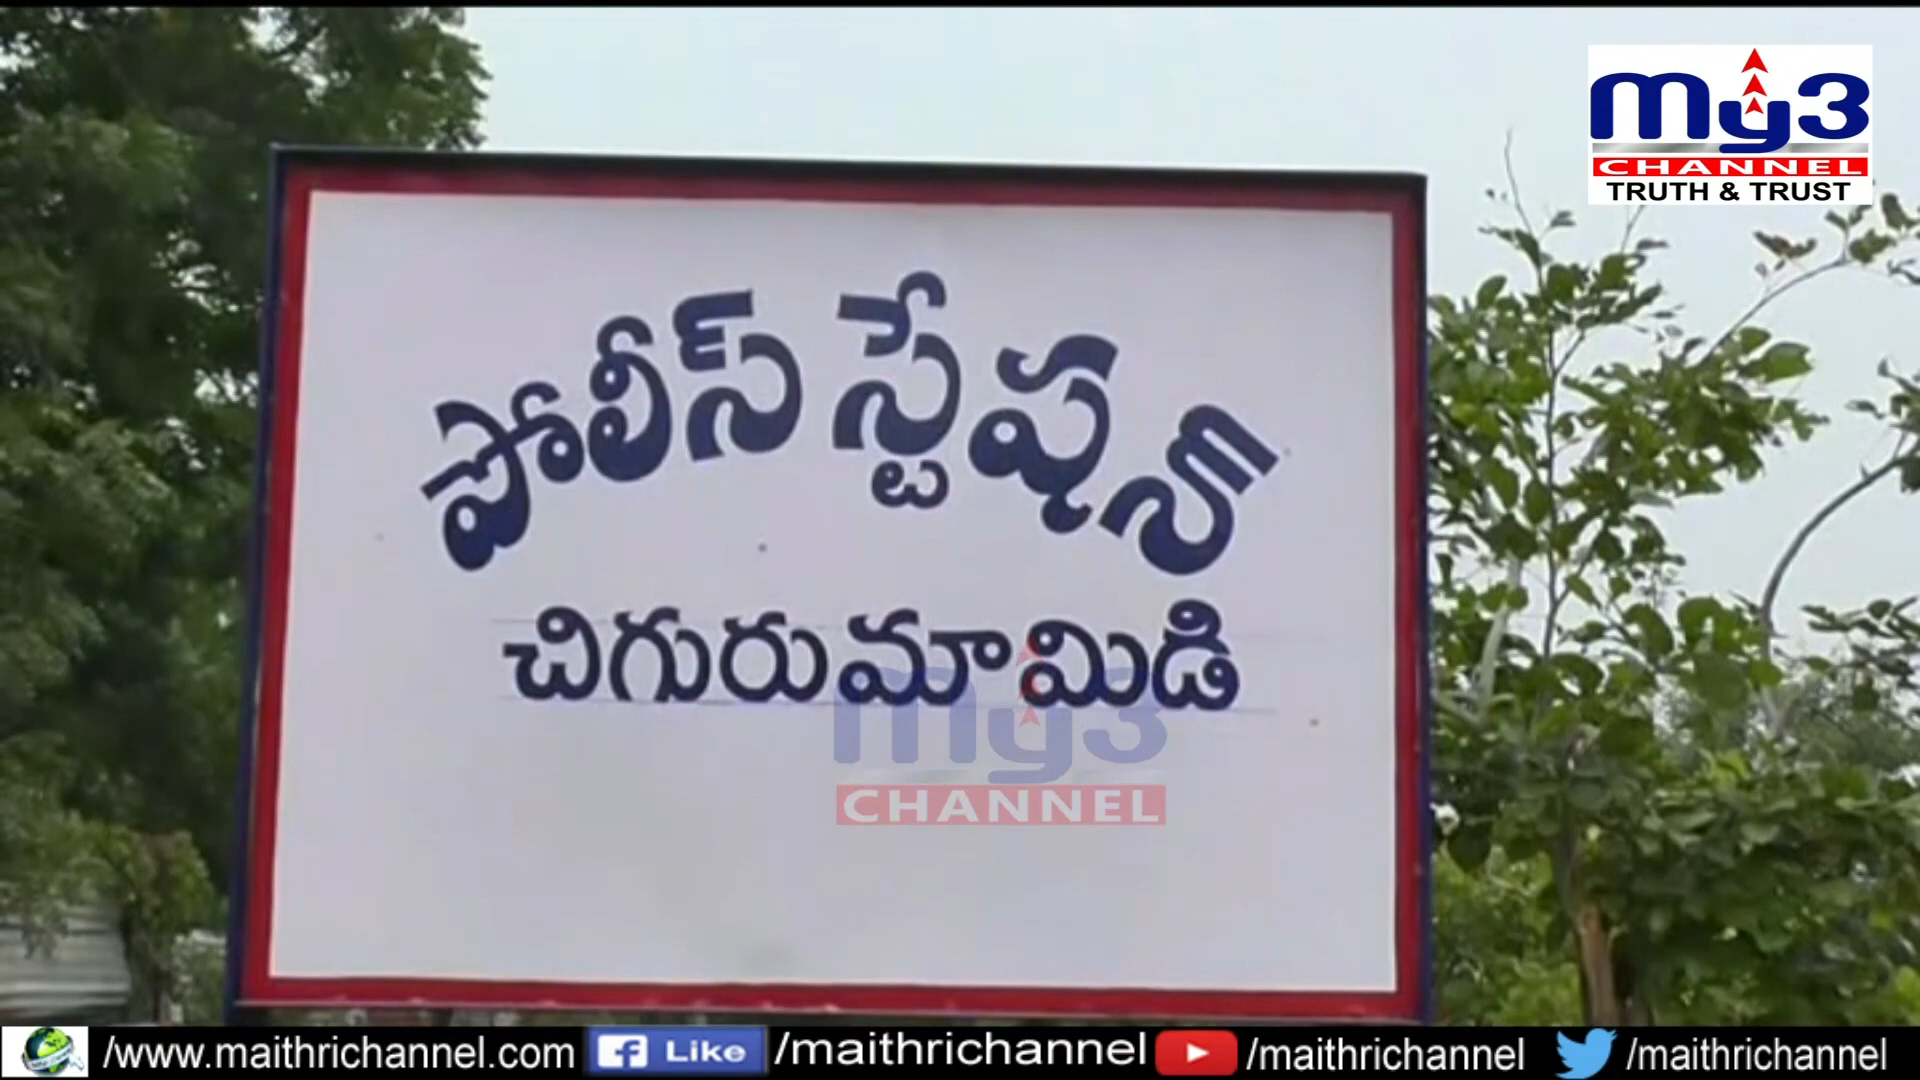 my3
CHANNEL
TRUTH & TRUST
పోలీస్ స్టేషన్
చిగురుమామిడి
my3
CHANNEL
/www.maithrichannel.com
f Like /maithrichannel
/maithrichannel
/maithrichannel